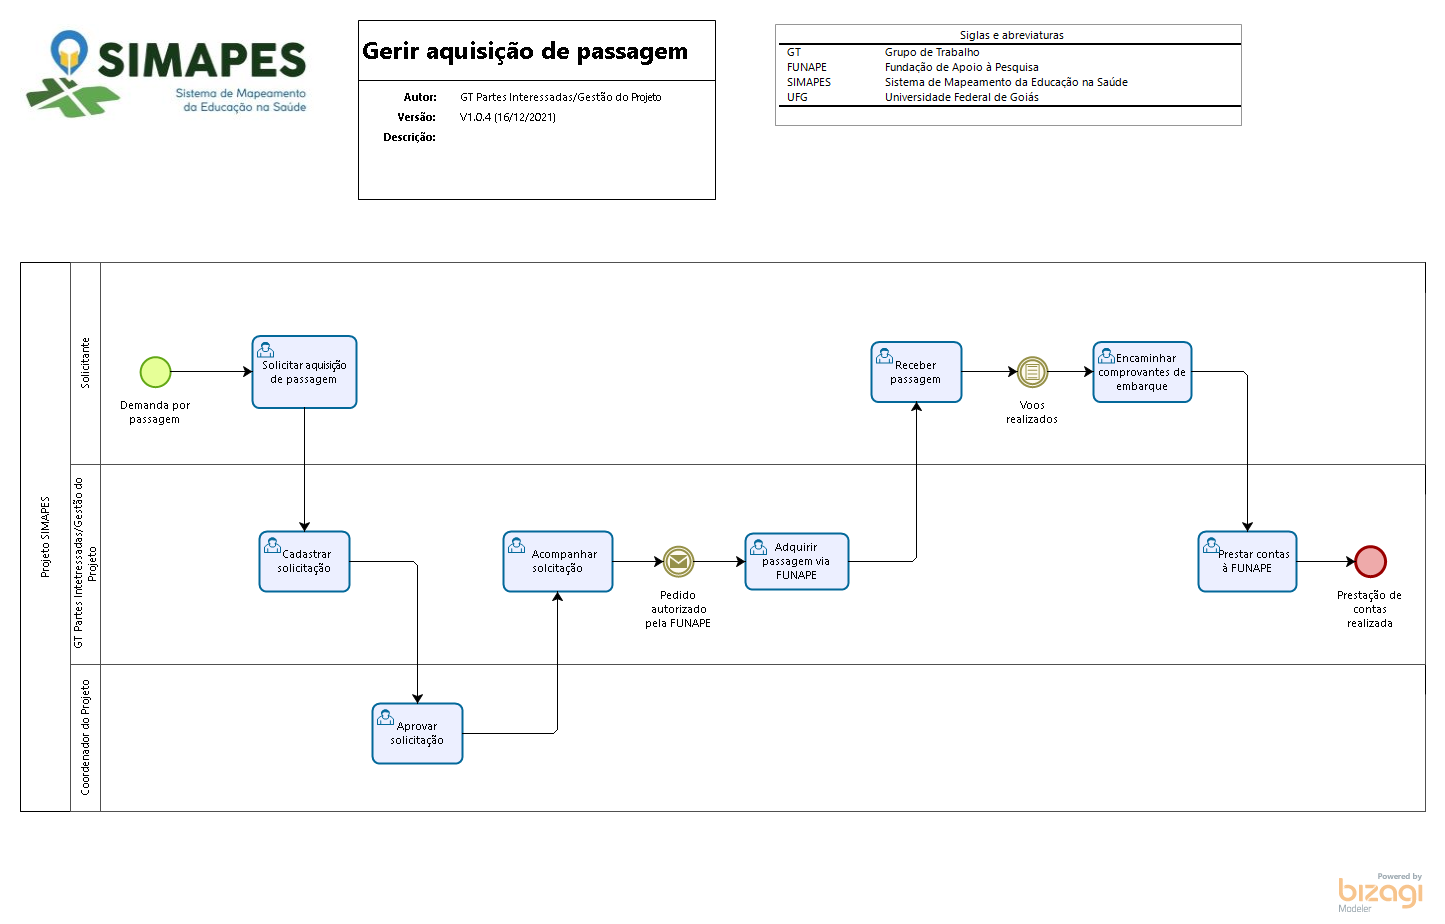 SIMAPES
Sistema de Mapeamento
da Educação na Saúde
Gerir aquisição de passagem
Autor: GT Partes Interessadas/Gestão do Projeto
Versão: V1.0.4 (16/12/2021)
Descrição:
Siglas e abreviaturas
GT Grupo de Trabalho
FUNAPE Fundação de Apoio à Pesquisa
SIMAPES Sistema de Mapeamento da Educação na Saúde
UFG Universidade Federal de Goiás
Projeto SIMAPES
Solicitante
Demanda por
passagem
Solicitar aquisição
de passagem
Receber
passagem
Voos
realizados
Encaminhar
comprovantes de
embarque
GT Partes Intetressadas/Gestão do
Projeto
Cadastrar
solicitação
Acompanhar
solcitação
Pedido
autorizado
pela FUNAPE
Adquirir
passagem via
FUNAPE
Prestar contas
à FUNAPE
Prestação de
contas
realizada
Coordenador do Projeto
Aprovar
solicitação
Powered by
bizagi
Modeler